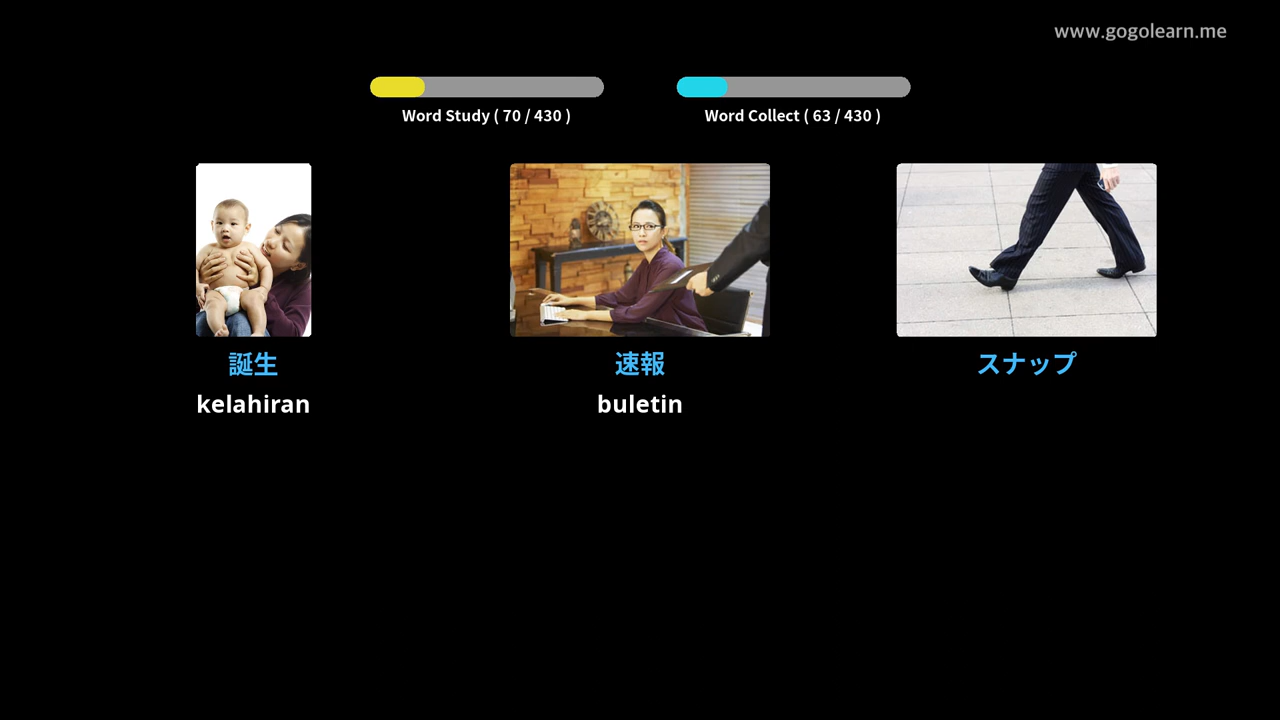 www.gogolearn.me
Word Study ( 70 / 430 )
Word Collect ( 63 / 430 )
誕生
速報
スナップ
kelahiran
buletin